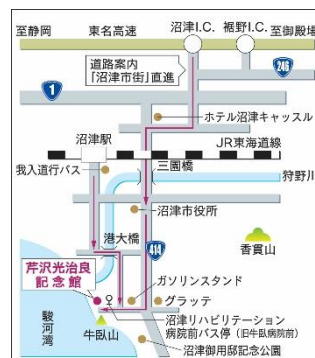 沼津I.C.
裾野I.C.
至静岡
東名高速
至御殿場
道路案内
「沼津市街」直進
246
1
ホテル沼津キャッスル
沼津駅
JR東海道線
我入道行バス
三園橋
狩野川
沼津市役所
香貫山
港大橋
414
芹沢光治良
記念館
ガソリンスタンド
グラッテ
沼津リハビリテーション
病院前バス停(旧牛臥病院前)
駿河湾
牛臥山
沼津御用邸記念公園